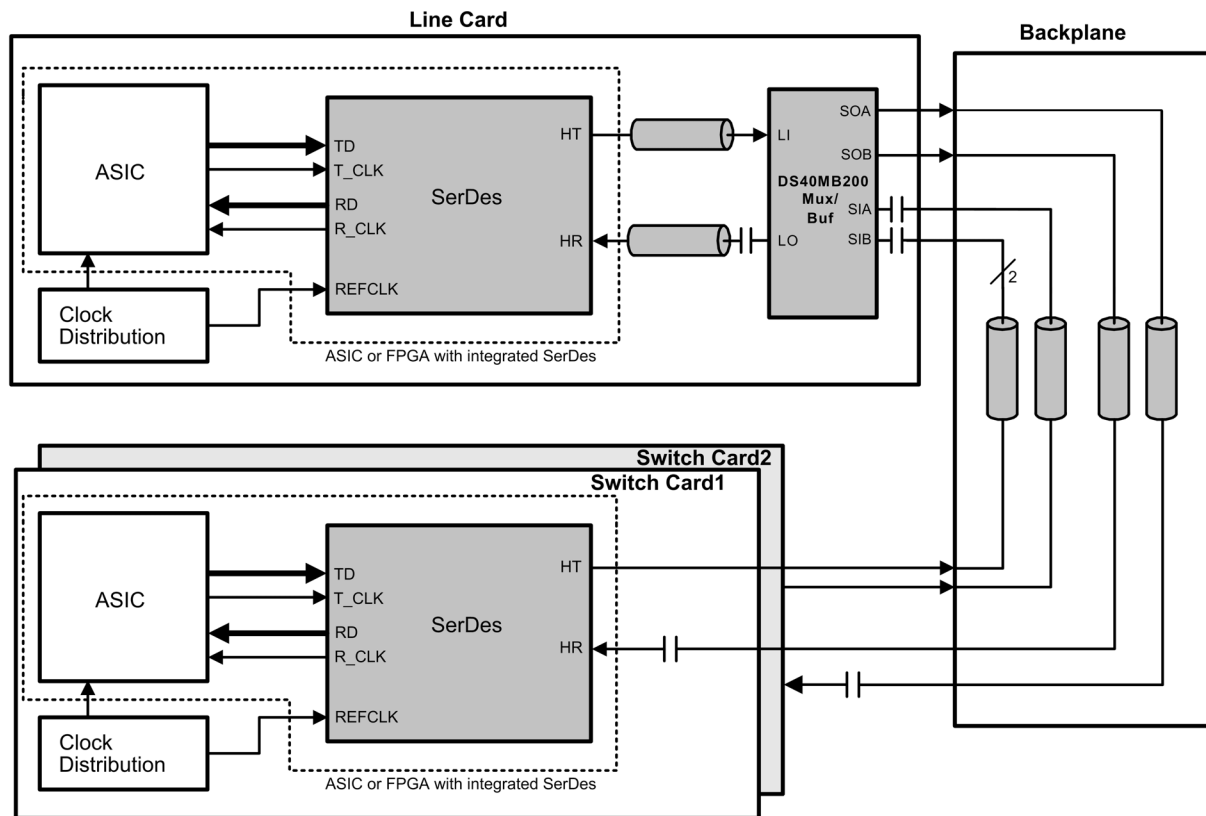 Line Card
Backplane
ASIC
TD
T_CLK
RD
R_CLK
REFCLK
SerDes
HT
HR
LI
LO
DS40MB200
Mux/
Buf
SOA
SOB
SIA
SIB
2
Clock
Distribution
ASIC or FPGA with integrated SerDes
Switch Card2
Switch Card1
ASIC
TD
T_CLK
RD
R_CLK
REFCLK
SerDes
HT
HR
Clock
Distribution
ASIC or FPGA with integrated SerDes